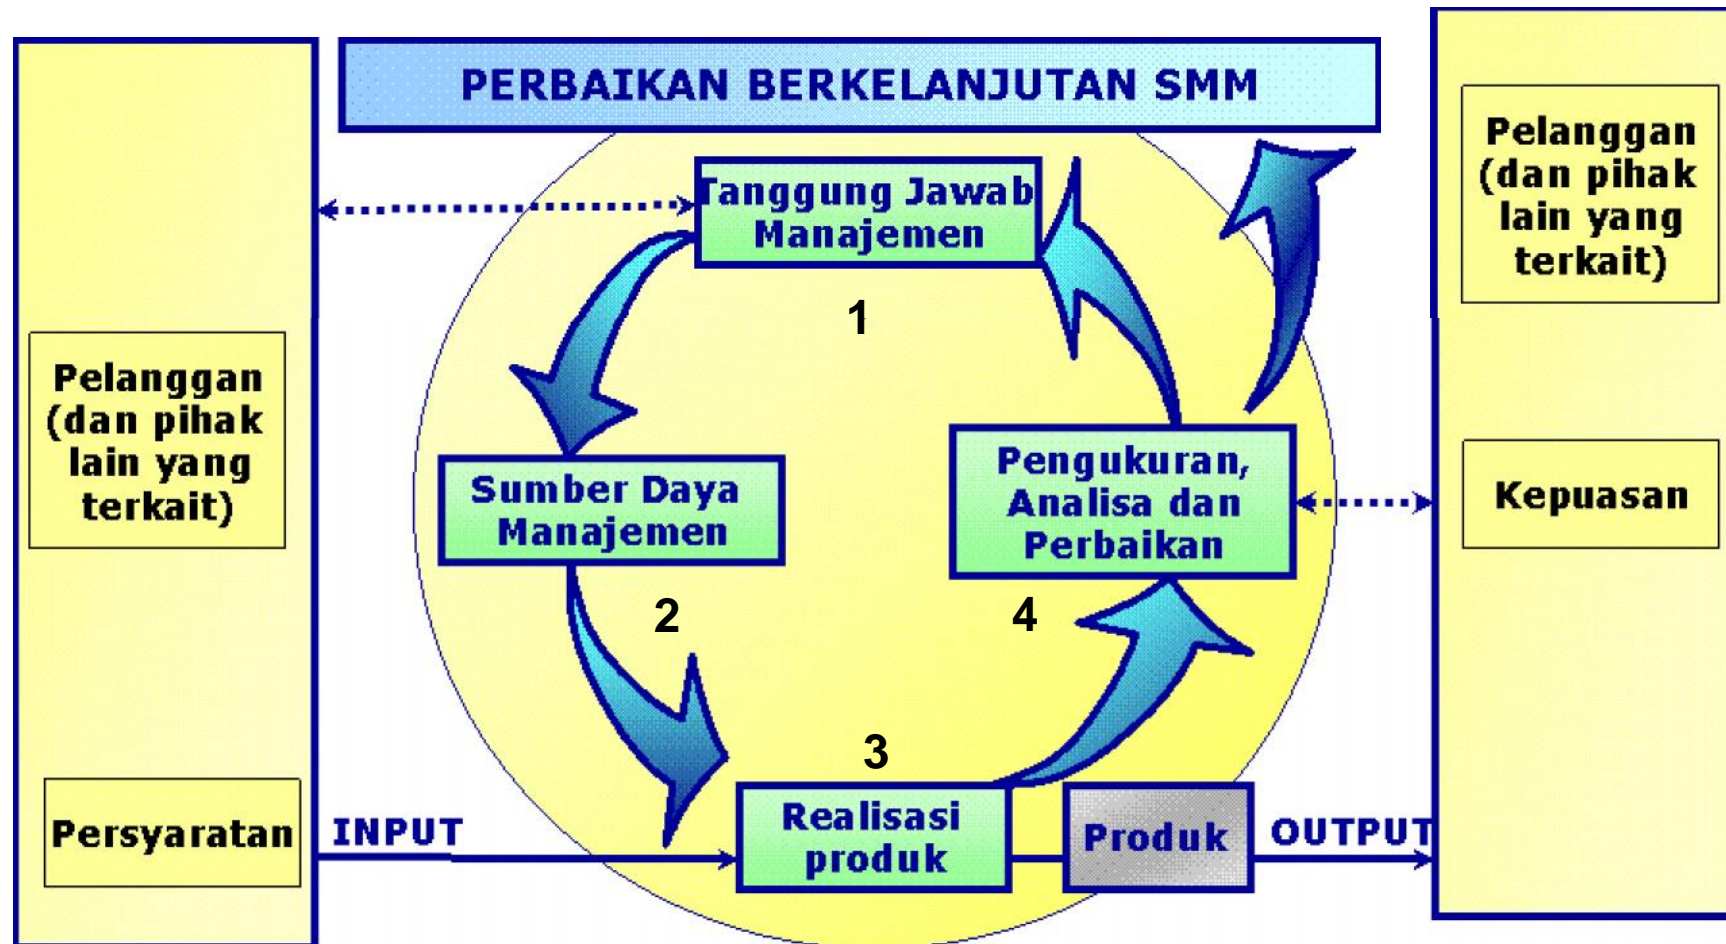 PERBAIKAN BERKELANJUTAN SMM
Pelanggan
(dan pihak
lain yang
terkait)
Persyaratan
INPUT
Tanggung Jawab
Manajemen
1
Sumber Daya
Manajemen
2
3
Realisasi
produk
Produk
OUTPUT
4
Pengukuran,
Analisa dan
Perbaikan
Pelanggan
(dan pihak
lain yang
terkait)
Kepuasan